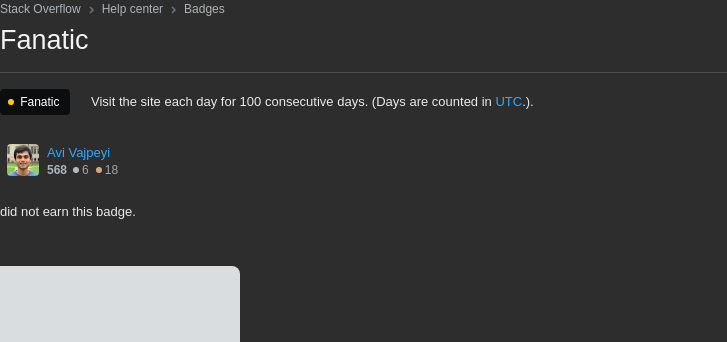 Stack Overflow > Help center > Badges
Fanatic
Fanatic Visit the site each day for 100 consecutive days. (Days are counted in UTC.).
Avi Vajpeyi
568 ● 6 ● 18
did not earn this badge.